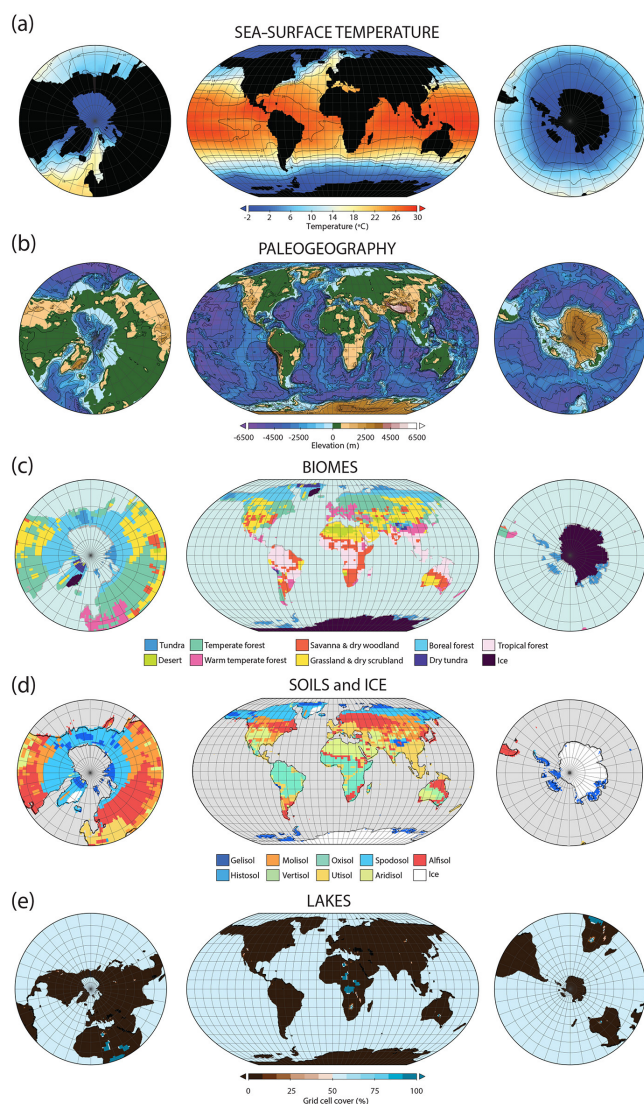 (a)
SEA-SURFACE TEMPERATURE
-2 2 6 10 14 18 22 26 30
Temperature (ºC)
(b)
PALEOGEOGRAPHY
-6500 -4500 -2500 0 2500 4500 6500
Elevation (m)
(c)
BIOMES
Tundra Temperate forest Savanna & dry woodland Boreal forest Tropical forest
Desert Warm temperate forest Grassland & dry scrubland Dry tundra Ice
(d)
SOILS and ICE
Gelisol Molisol Oxisol Spodosol Alfisol
Histosol Vertisol Utisol Aridisol Ice
(e)
LAKES
0 25 50 75 100
Grid cell cover (%)